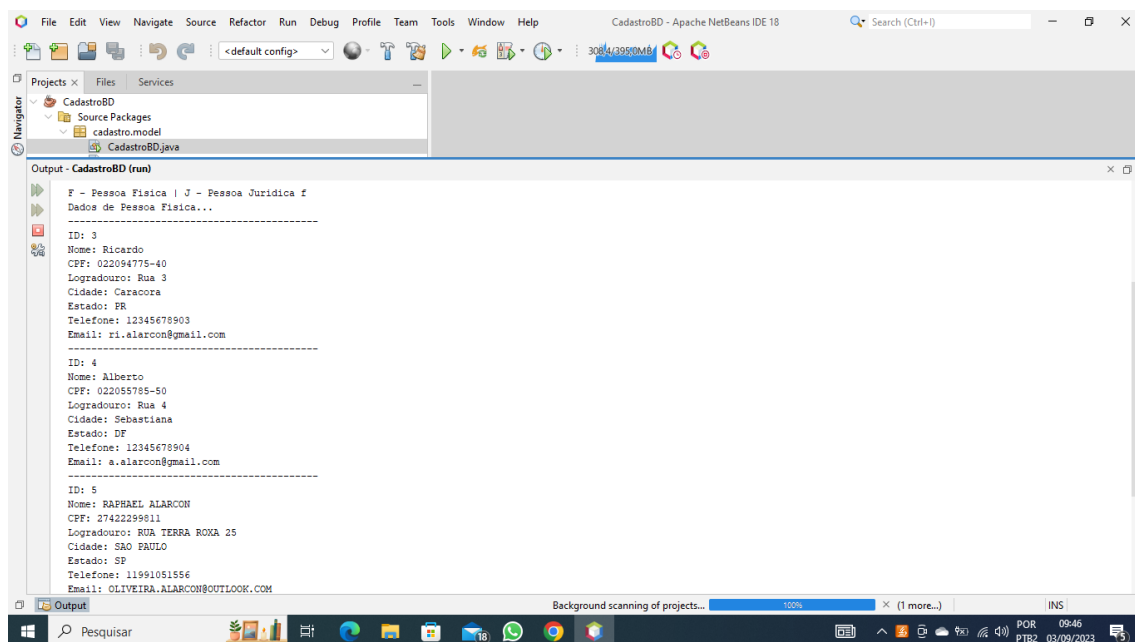 File Edit View Navigate Source Refactor Run Debug Profile Team Tools Window Help CadastroBD - Apache NetBeans IDE 18 Search (Ctrl+I)
<default config> 308,4/395,0MB
Projects Files Services
Navigator
CadastroBD
Source Packages
cadastro.model
CadastroBD.java
Output - CadastroBD (run)
F - Pessoa Fisica | J - Pessoa Juridica f
Dados de Pessoa Fisica...
-------------------------------------------
ID: 3
Nome: Ricardo
CPF: 022094775-40
Logradouro: Rua 3
Cidade: Caracora
Estado: PR
Telefone: 12345678903
Email: ri.alarcon@gmail.com
-------------------------------------------
ID: 4
Nome: Alberto
CPF: 022055785-50
Logradouro: Rua 4
Cidade: Sebastiana
Estado: DF
Telefone: 12345678904
Email: a.alarcon@gmail.com
-------------------------------------------
ID: 5
Nome: RAPHAEL ALARCON
CPF: 27422299811
Logradouro: RUA TERRA ROXA 25
Cidade: SAO PAULO
Estado: SP
Telefone: 11991051556
Email: OLIVEIRA.ALARCON@OUTLOOK.COM
Output Background scanning of projects... 100% (1 more...) INS
Pesquisar 18 POR 09:46
PTB2 03/09/2023 5